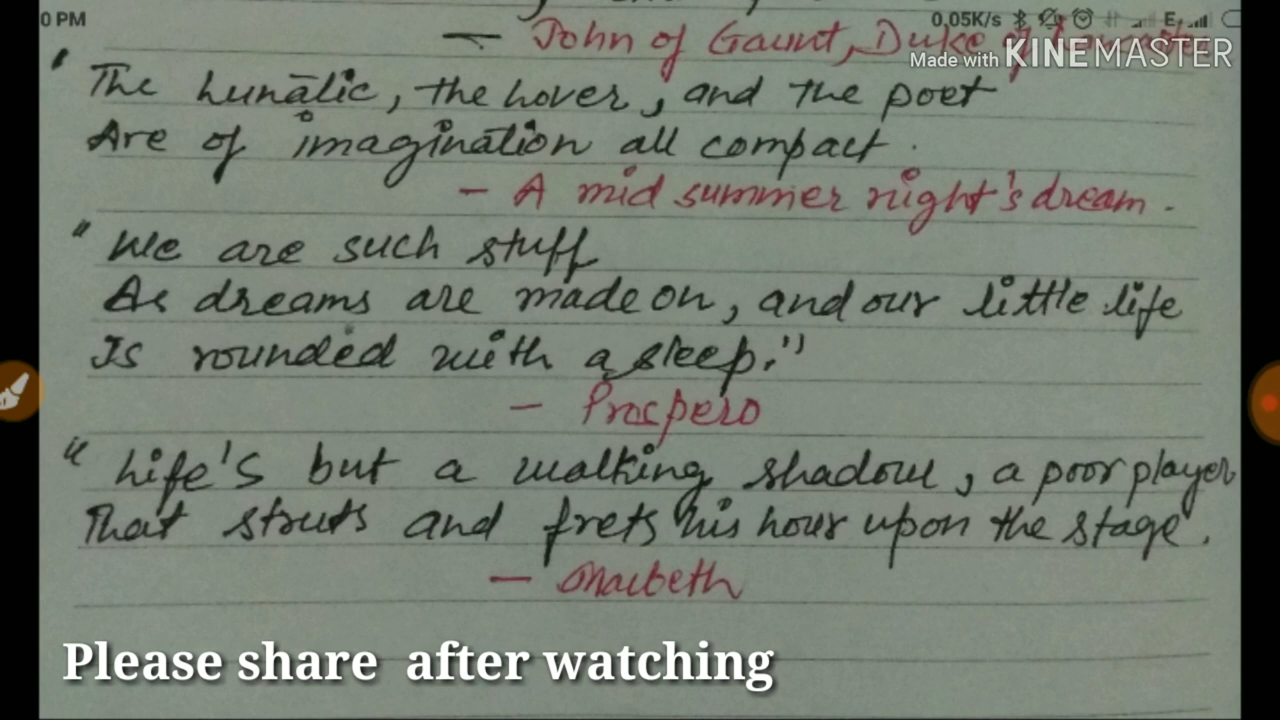 0 PM 0.05K/s E
— John of Gaunt, Duke of
Made with KINEMASTER
" The Lunatic, the Lover, and the poet
Are of imagination all compact.
- A mid summer night's dream.
" We are such stuff
As dreams are made on, and our little life
Is rounded with a sleep."
- Prospero
" Life's but a walking shadow, a poor player
That struts and frets his hour upon the stage.
- Macbeth
Please share after watching